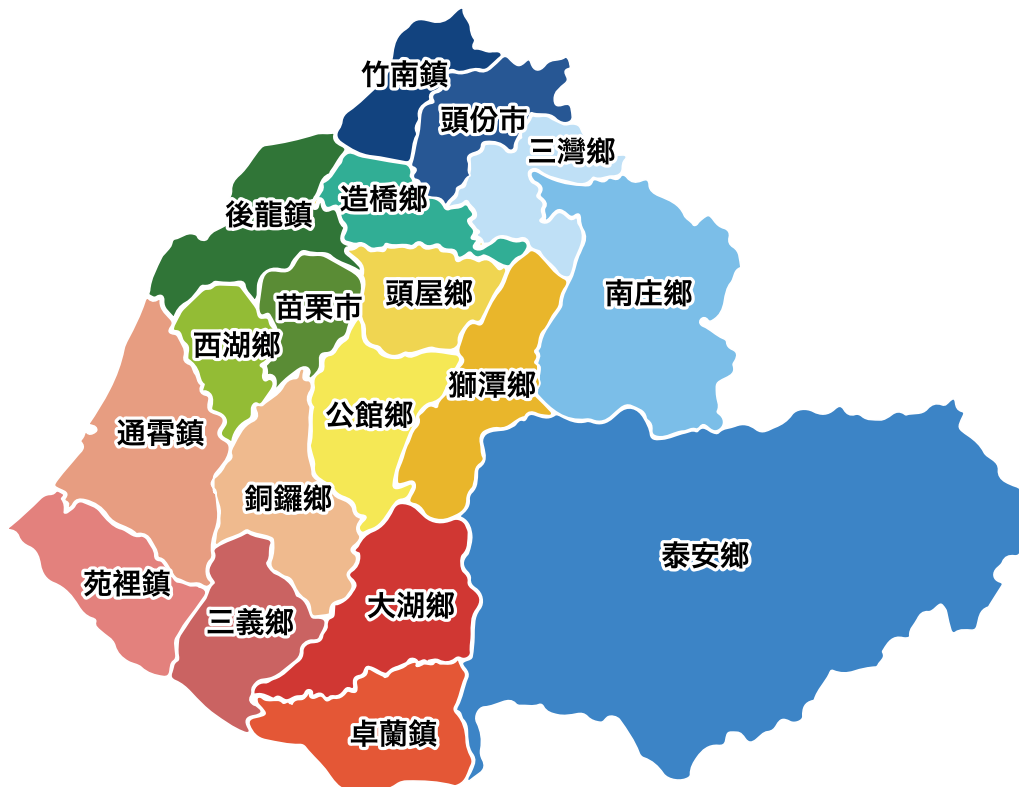 竹南鎮
頭份市
三灣鄉
造橋鄉
後龍鎮
南庄鄉
頭屋鄉
苗栗市
西湖鄉
獅潭鄉
公館鄉
通霄鎮
銅鑼鄉
泰安鄉
苑裡鎮
大湖鄉
三義鄉
卓蘭鎮